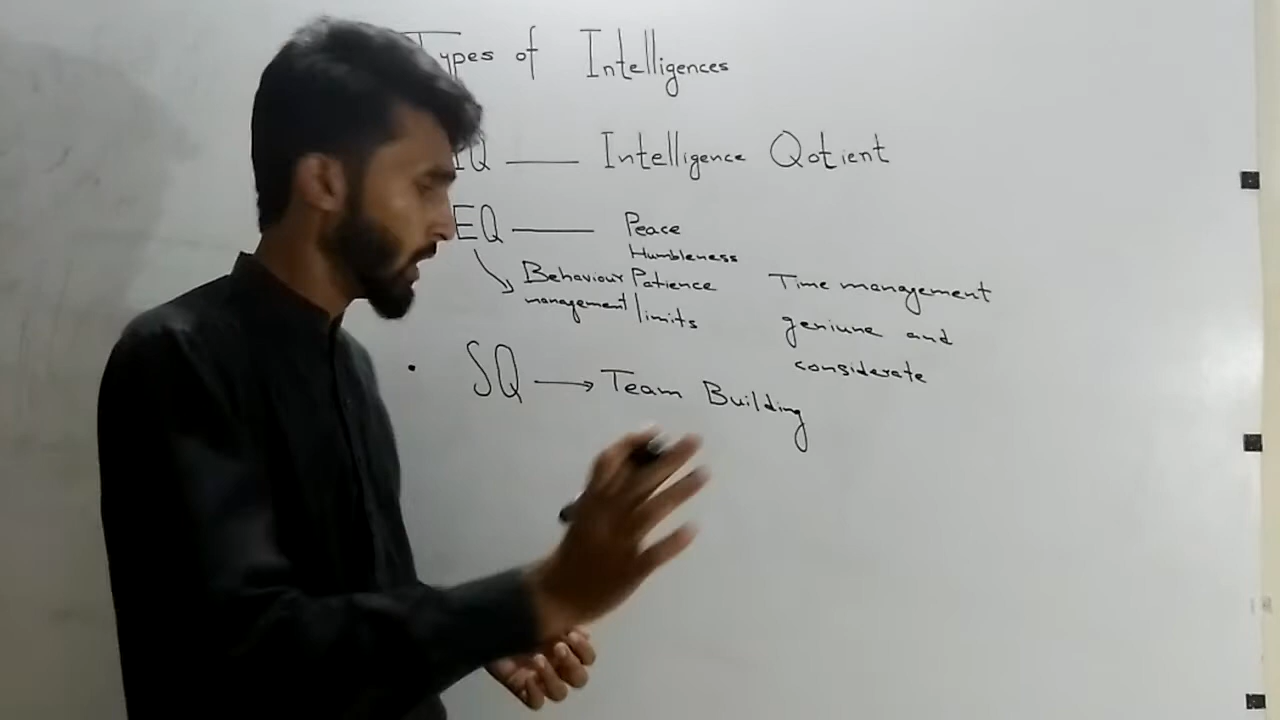 Types of Intelligences
IQ —— Intelligence Qotient
EQ —— Peace
Humbleness
Behaviour Patience
management limits
Time management
geniune and
considerate
• SQ → Team Building